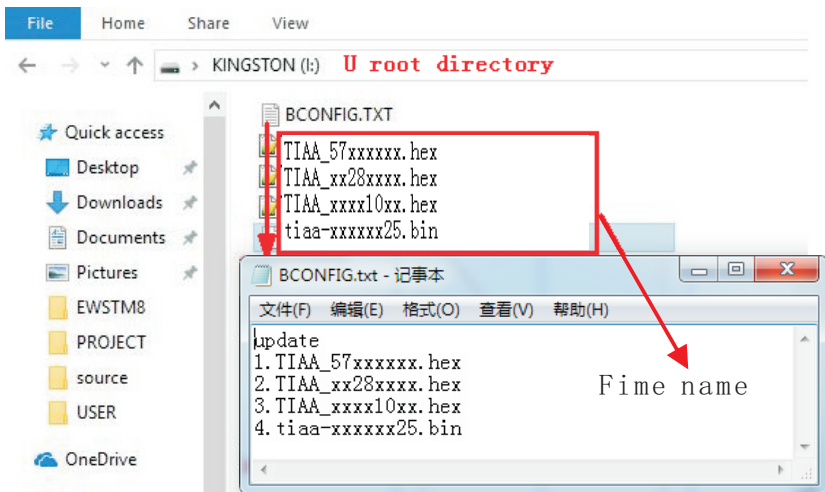 File Home Share View
KINGSTON (I:) U root directory
Quick access
Desktop
Downloads
Documents
Pictures
EWSTM8
PROJECT
source
USER
OneDrive
BCONFIG.TXT
TIAA_57xxxxxx.hex
TIAA_xx28xxxx.hex
TIAA_xxxx10xx.hex
tiaa-xxxxxx25.bin
BCONFIG.txt - 记事本
文件(F) 编辑(E) 格式(O) 查看(V) 帮助(H)
update
1.TIAA_57xxxxxx.hex
2.TIAA_xx28xxxx.hex
3.TIAA_xxxx10xx.hex
4.tiaa-xxxxxx25.bin
Fime name